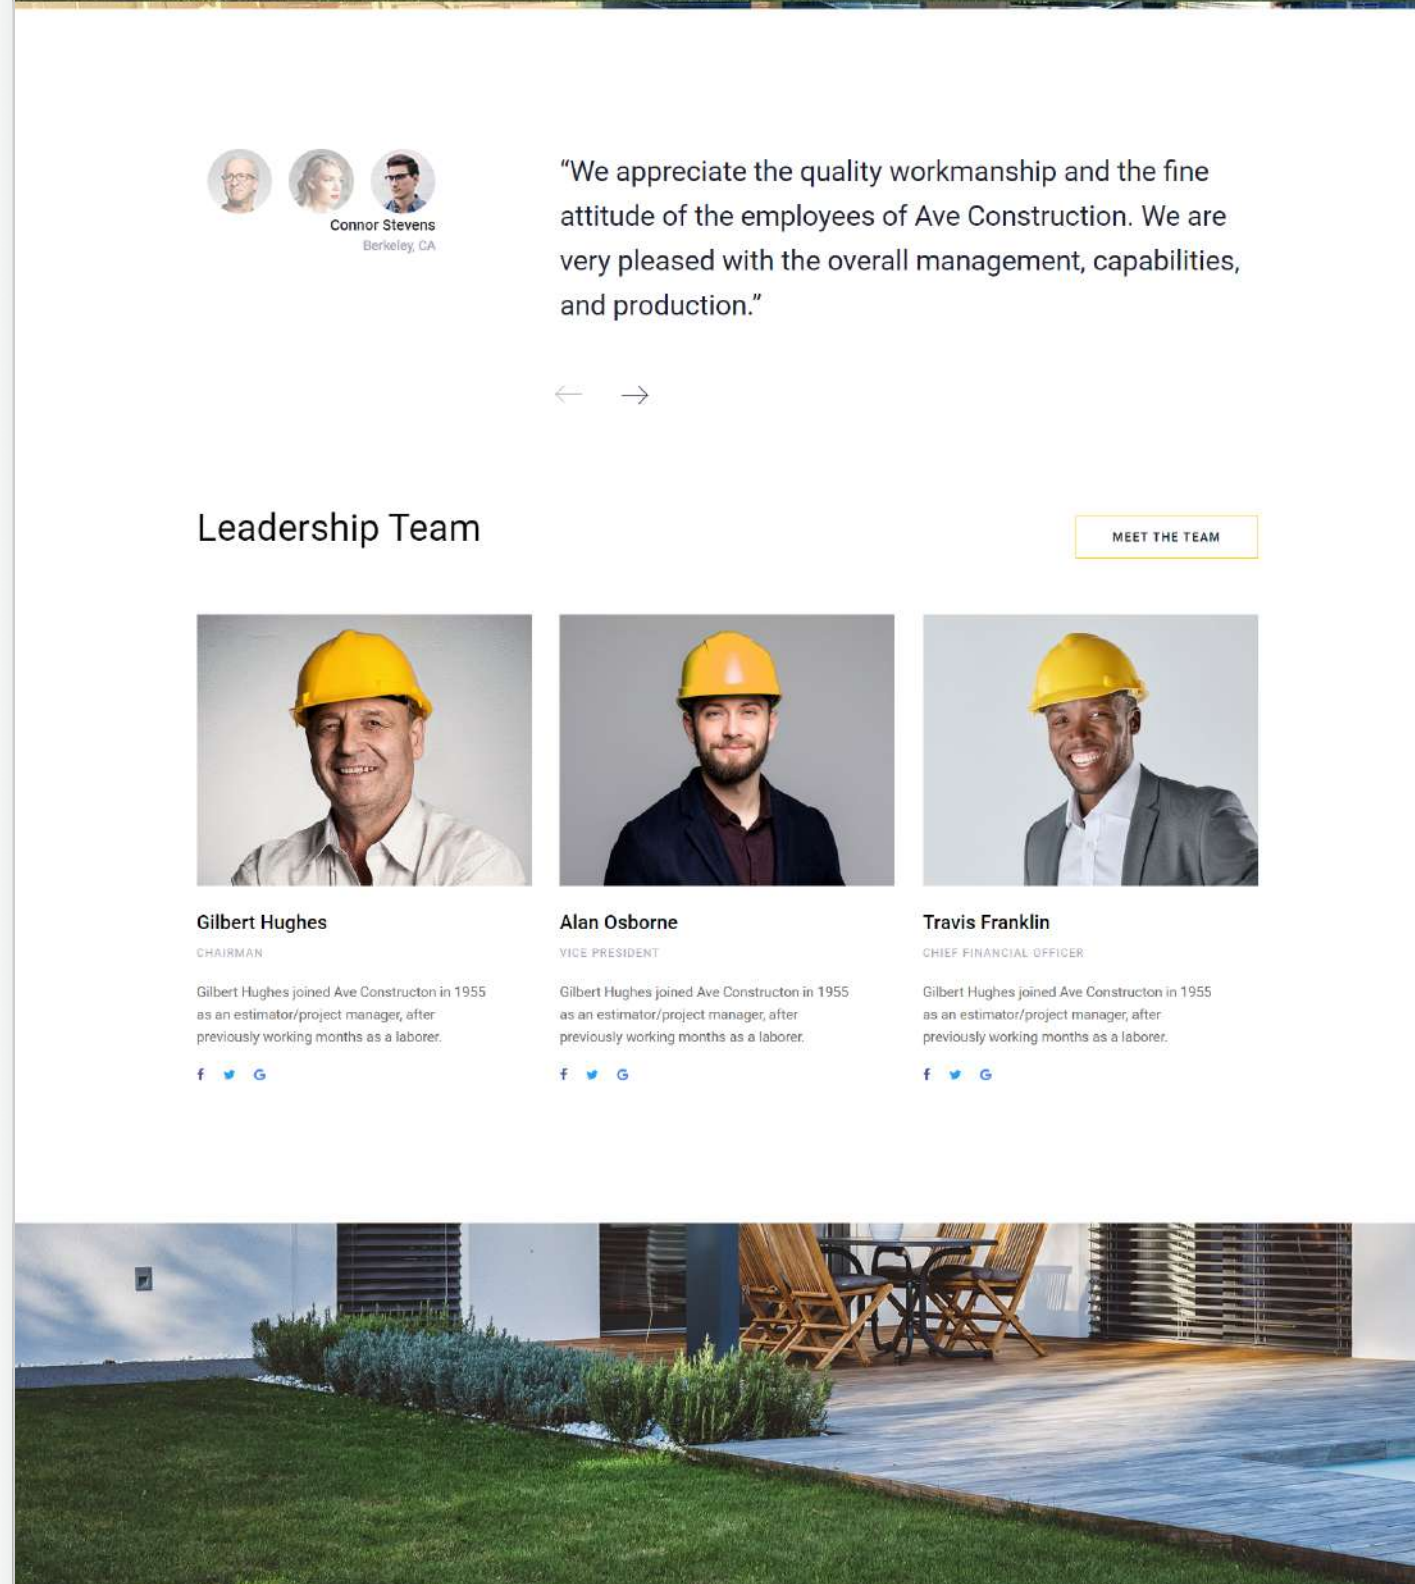 Connor Stevens
Berkeley, CA
“We appreciate the quality workmanship and the fine
attitude of the employees of Ave Construction. We are
very pleased with the overall management, capabilities,
and production.”
Leadership Team
MEET THE TEAM
Gilbert Hughes
CHAIRMAN
Gilbert Hughes joined Ave Constructon in 1955
as an estimator/project manager, after
previously working months as a laborer.
Alan Osborne
VICE PRESIDENT
Gilbert Hughes joined Ave Constructon in 1955
as an estimator/project manager, after
previously working months as a laborer.
Travis Franklin
CHIEF FINANCIAL OFFICER
Gilbert Hughes joined Ave Constructon in 1955
as an estimator/project manager, after
previously working months as a laborer.